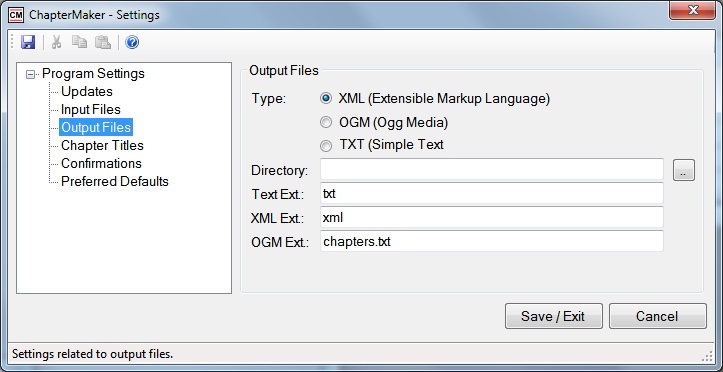 CM ChapterMaker - Settings
Program Settings
Updates
Input Files
Output Files
Chapter Titles
Confirmations
Preferred Defaults
Output Files
Type: XML (Extensible Markup Language)
OGM (Ogg Media)
TXT (Simple Text
Directory: ..
Text Ext.: txt
XML Ext.: xml
OGM Ext.: chapters.txt
Save / Exit Cancel
Settings related to output files.